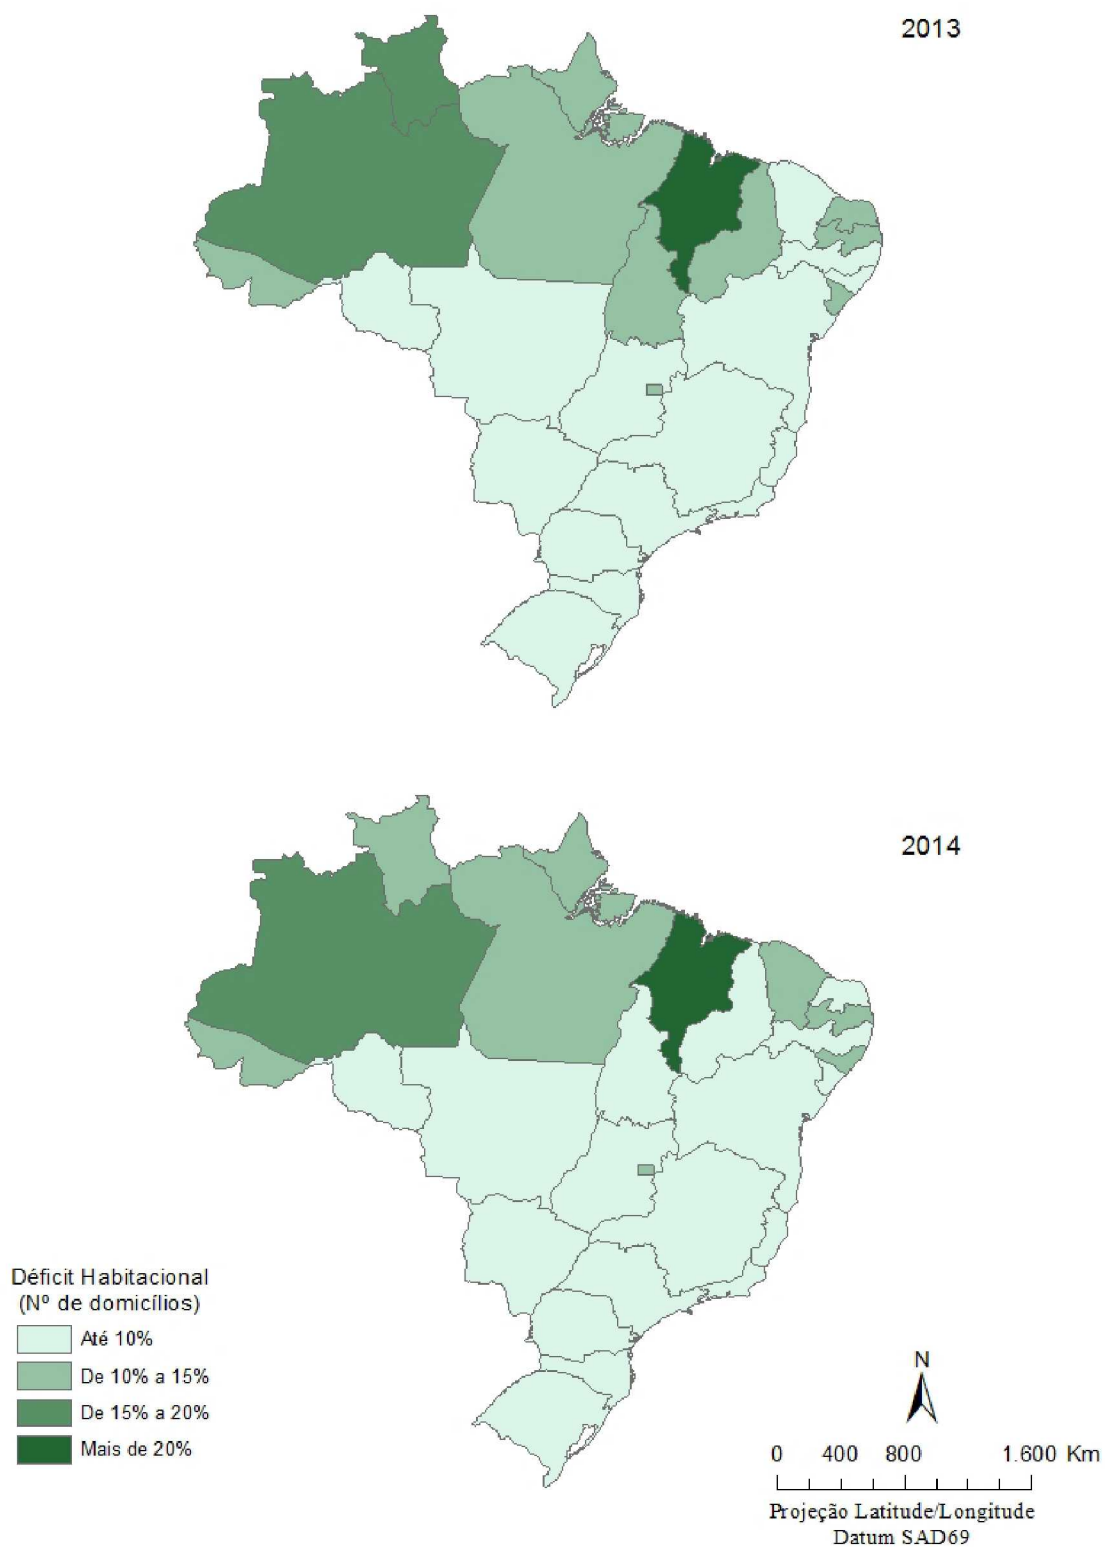 2013
2014
Déficit Habitacional
(Nº de domicílios)
Até 10%
De 10% a 15%
De 15% a 20%
Mais de 20%
N
0 400 800 1.600 Km
Projeção Latitude/Longitude
Datum SAD69